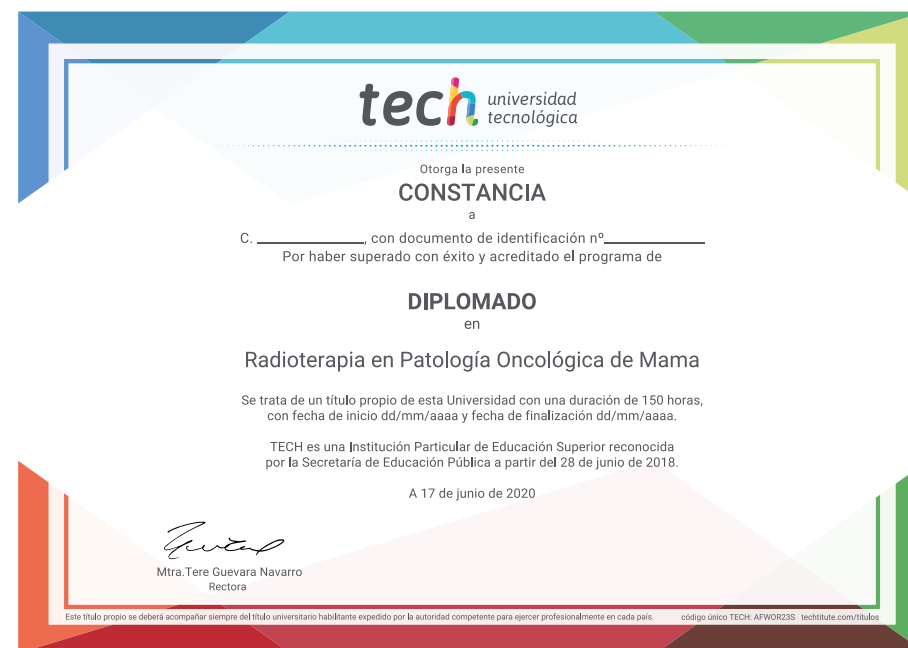 tech universidad
tecnológica
Otorga la presente
CONSTANCIA
a
C. ____________, con documento de identificación nº____________
Por haber superado con éxito y acreditado el programa de
DIPLOMADO
en
Radioterapia en Patología Oncológica de Mama
Se trata de un título propio de esta Universidad con una duración de 150 horas,
con fecha de inicio dd/mm/aaaa y fecha de finalización dd/mm/aaaa.
TECH es una Institución Particular de Educación Superior reconocida
por la Secretaría de Educación Pública a partir del 28 de junio de 2018.
A 17 de junio de 2020
Mtra.Tere Guevara Navarro
Rectora
Este título propio se deberá acompañar siempre del título universitario habilitante expedido por la autoridad competente para ejercer profesionalmente en cada país. código único TECH: AFWOR23S techtitute.com/titulos